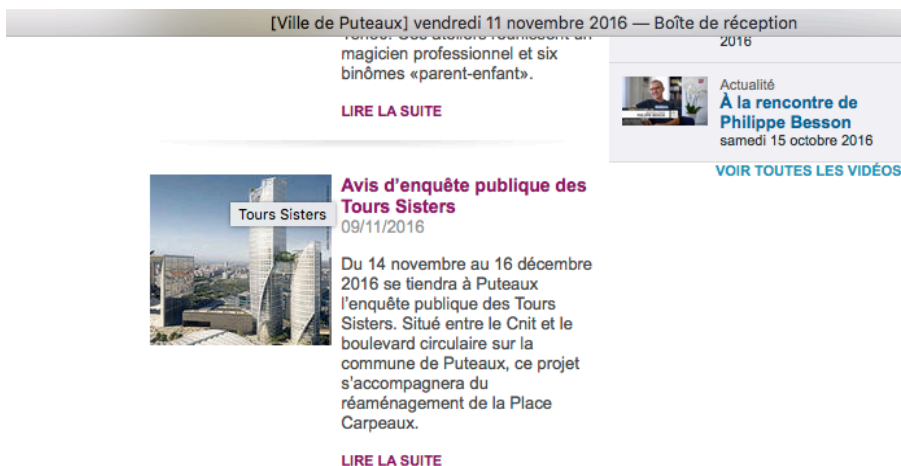 [Ville de Puteaux] vendredi 11 novembre 2016 — Boîte de réception
magicien professionnel et six
binômes «parent-enfant».
LIRE LA SUITE
Avis d'enquête publique des
Tours Sisters
09/11/2016
Tours Sisters
Du 14 novembre au 16 décembre
2016 se tiendra à Puteaux
l'enquête publique des Tours
Sisters. Situé entre le Cnit et le
boulevard circulaire sur la
commune de Puteaux, ce projet
s'accompagnera du
réaménagement de la Place
Carpeaux.
LIRE LA SUITE
2016
Actualité
À la rencontre de
Philippe Besson
samedi 15 octobre 2016
VOIR TOUTES LES VIDÉOS